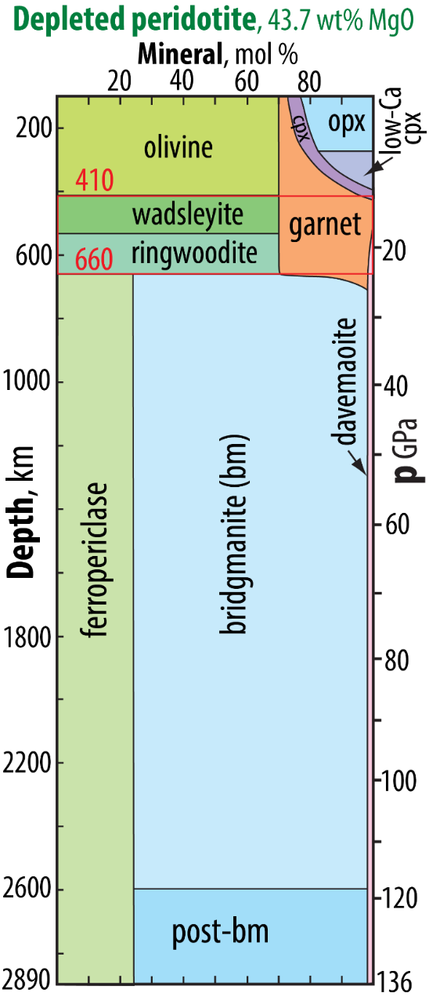 Depleted peridotite, 43.7 wt% MgO
Mineral, mol %
20 40 60 80
200
600
1000
1800
2200
2600
2890
Depth, km
20
40
60
80
100
120
136
p GPa
olivine
cpx
opx
low-Ca
cpx
410
wadsleyite
garnet
660
ringwoodite
davemaoite
ferropericlase
bridgmanite (bm)
post-bm